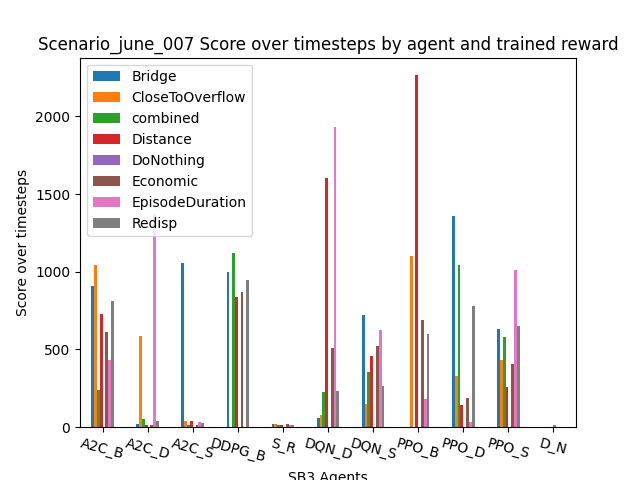 Scenario_june_007 Score over timesteps by agent and trained reward
Bridge
CloseToOverflow
combined
Distance
DoNothing
Economic
EpisodeDuration
Redisp
Score over timesteps
2000
1500
1000
500
0
A2C_B
A2C_D
A2C_S
DDPG_B
S_R
DQN_D
DQN_S
PPO_B
PPO_D
PPO_S
D_N
SB3 Agents